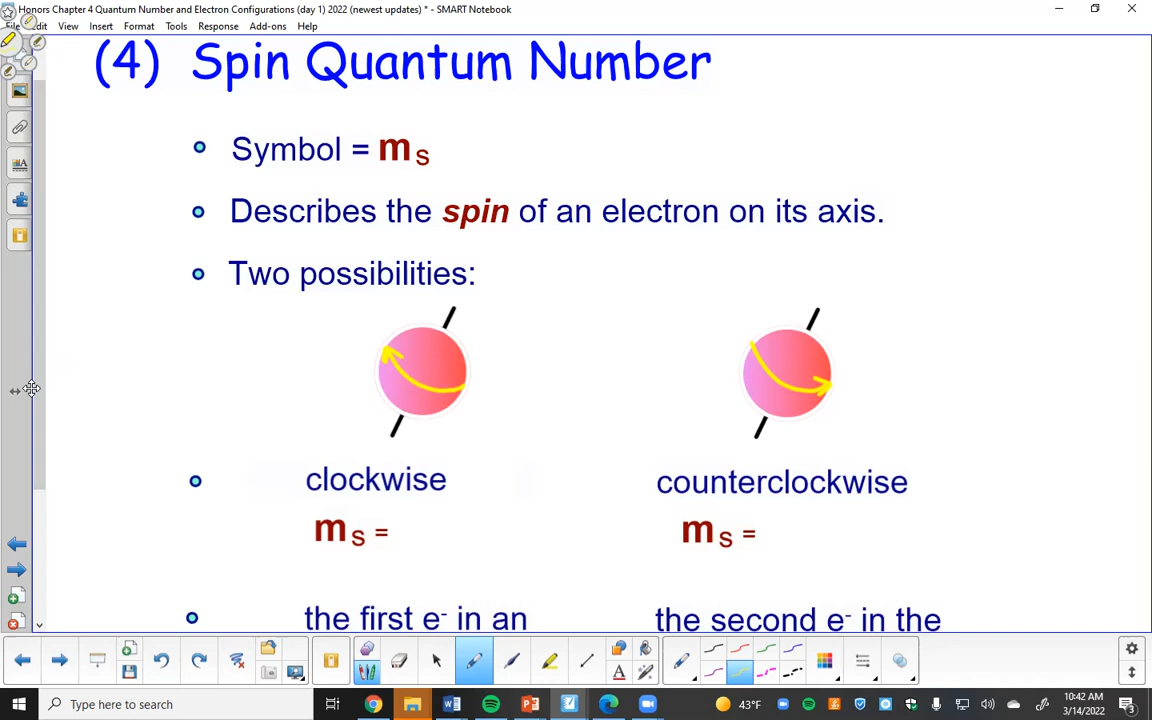 Honors Chapter 4 Quantum Number and Electron Configurations (day 1) 2022 (newest updates) * - SMART Notebook
View Insert Format Tools Response Add-ons Help
(4) Spin Quantum Number
Symbol = ms
Describes the spin of an electron on its axis.
Two possibilities:
clockwise counterclockwise
ms = ms =
the first e- in an the second e- in the
Type here to search
43°F
10:42 AM
3/14/2022
3